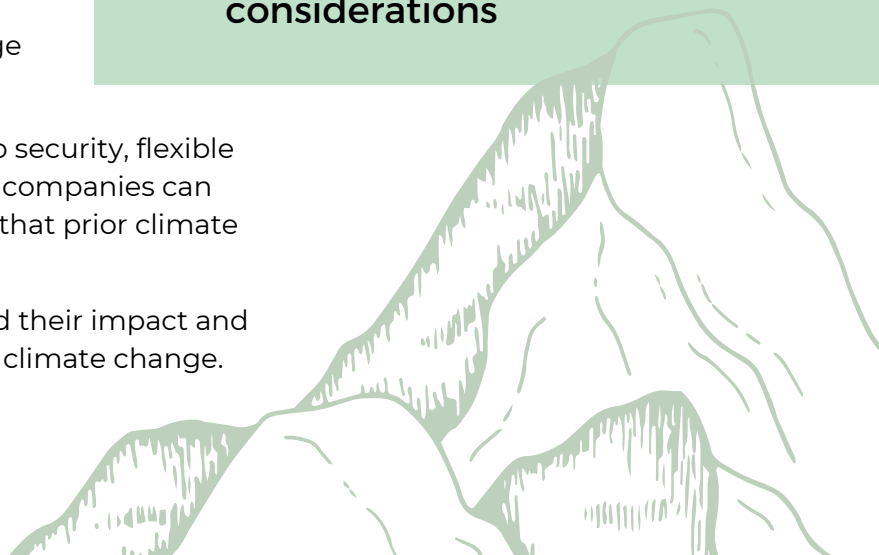 considerations
ge
security, flexible
companies can
that prior climate
d their impact and
climate change.